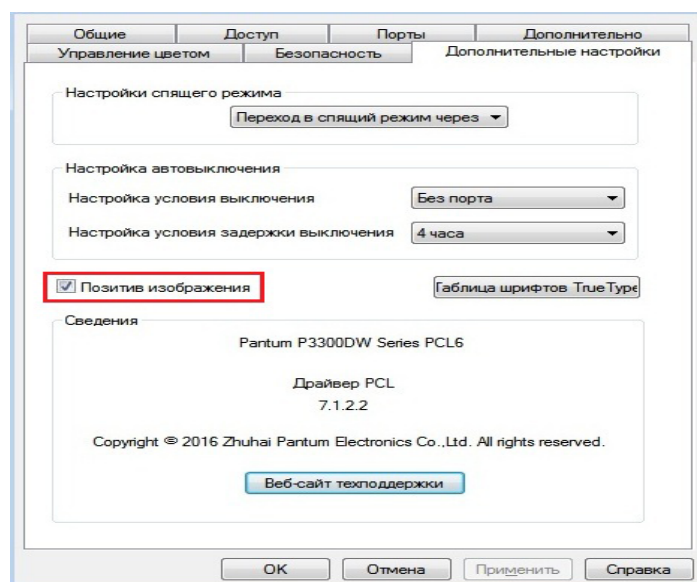 Общие Доступ Порты Дополнительно
Управление цветом Безопасность Дополнительные настройки
Настройки спящего режима
Переход в спящий режим через
Настройка автовыключения
Настройка условия выключения Без порта
Настройка условия задержки выключения 4 часа
Позитив изображения Таблица шрифтов TrueType
Сведения
Pantum P3300DW Series PCL6
Драйвер PCL
7.1.2.2
Copyright © 2016 Zhuhai Pantum Electronics Co.,Ltd. All rights reserved.
Веб-сайт техподдержки
OK Отмена Применить Справка